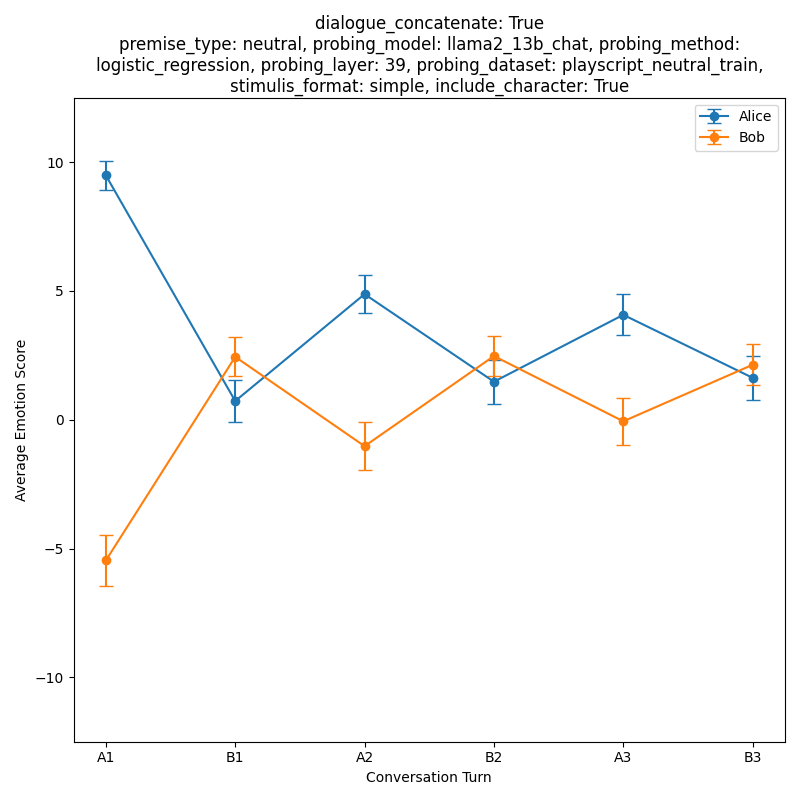 dialogue_concatenate: True
premise_type: neutral, probing_model: llama2_13b_chat, probing_method:
logistic_regression, probing_layer: 39, probing_dataset: playscript_neutral_train,
stimulis_format: simple, include_character: True
Alice
Bob
10
5
0
−5
−10
Average Emotion Score
A1
B1
A2
B2
A3
B3
Conversation Turn